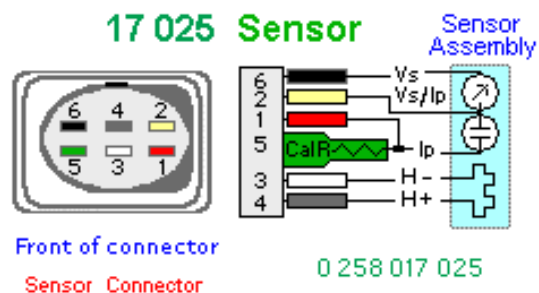 17 025 Sensor
Sensor
Assembly
6 4 2
5 3 1
6 Vs
2 Vs/Ip
1
5 CalR Ip
3 H-
4 H+
Front of connector
Sensor Connector
0 258 017 025